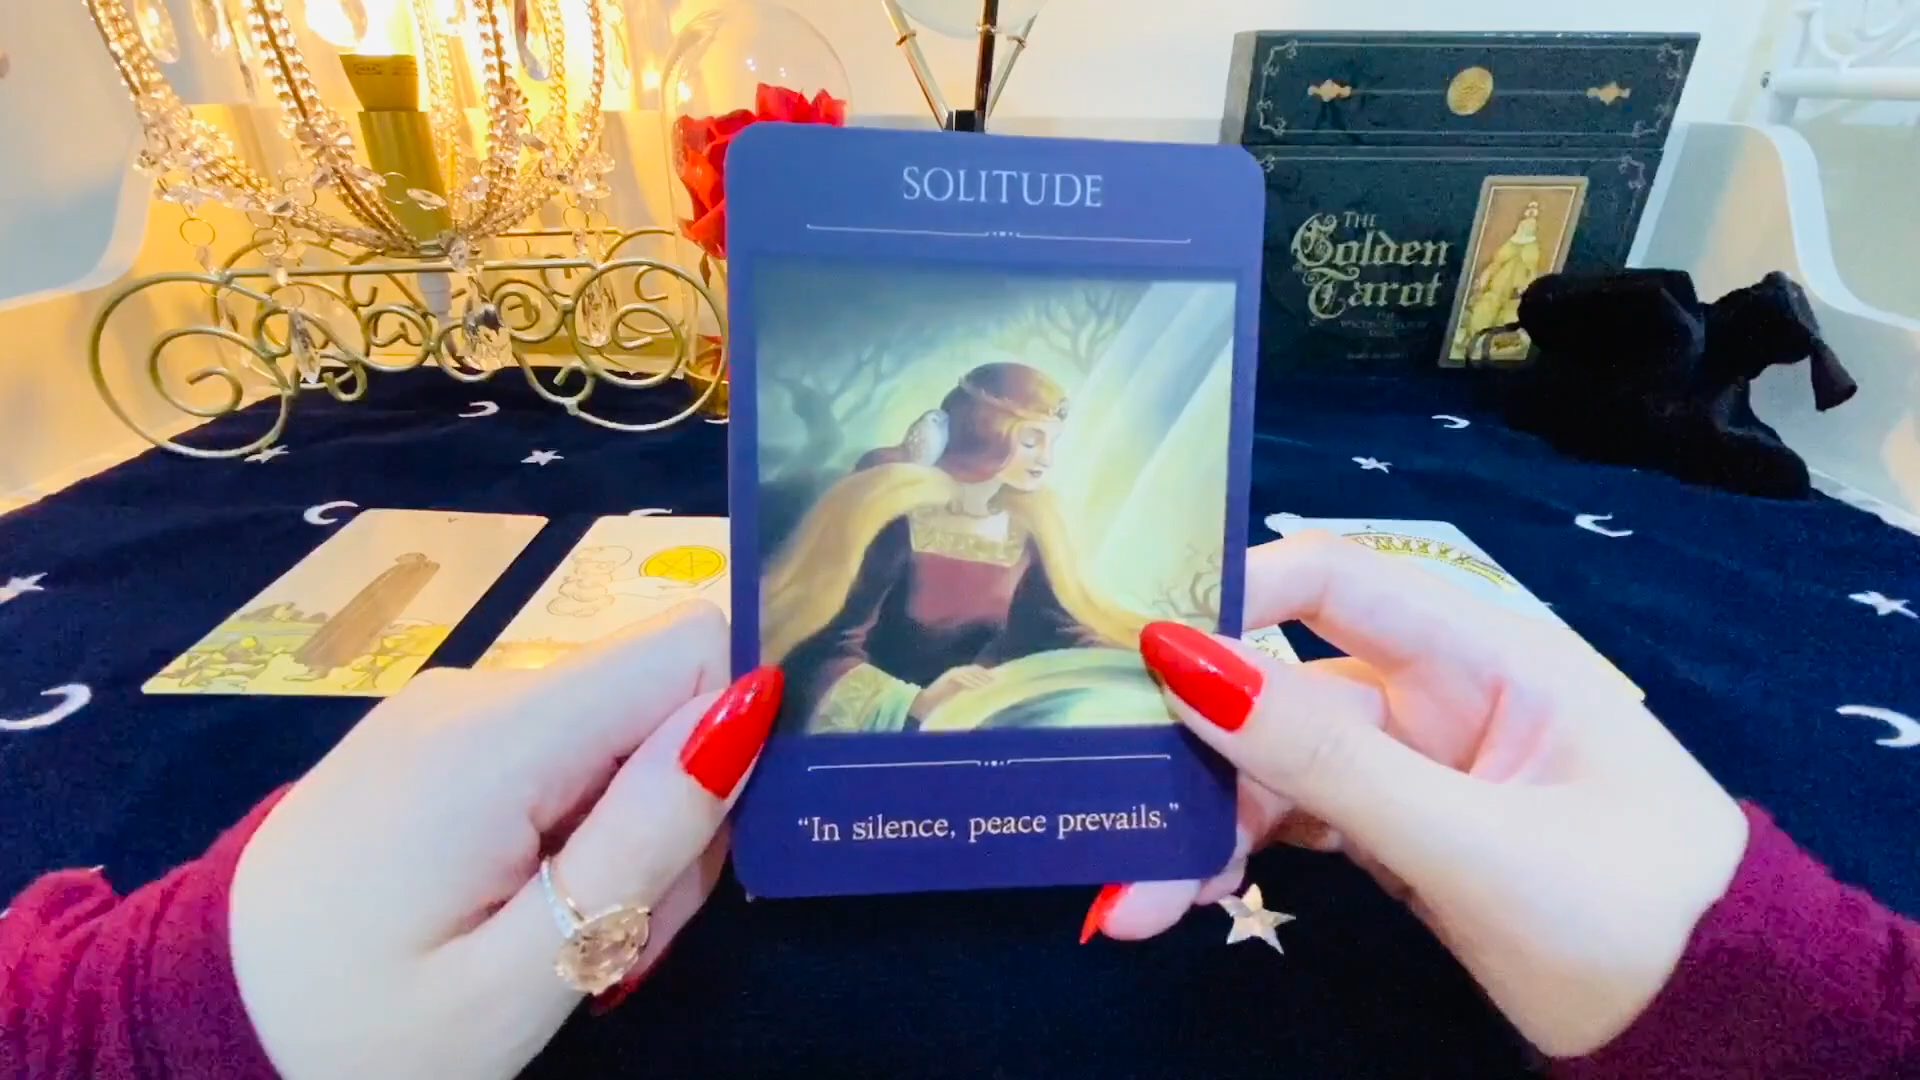 SOLITUDE
THE
Golden
Tarot
V
"In silence, peace prevails."